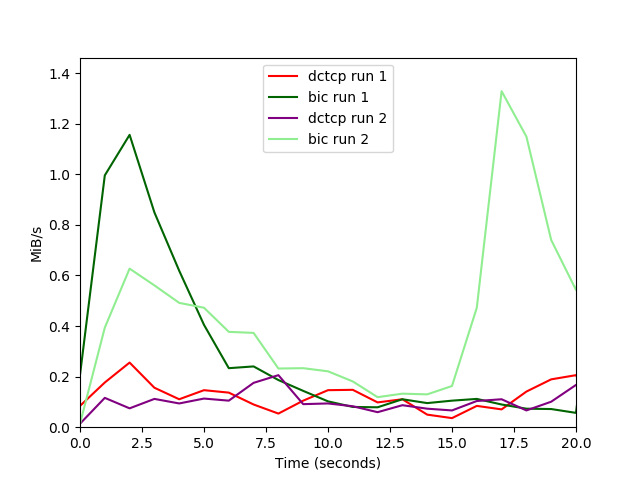 1.4
1.2
1.0
0.8
0.6
0.4
0.2
0.0
MiB/s
dctcp run 1
bic run 1
dctcp run 2
bic run 2
0.0 2.5 5.0 7.5 10.0 12.5 15.0 17.5 20.0
Time (seconds)